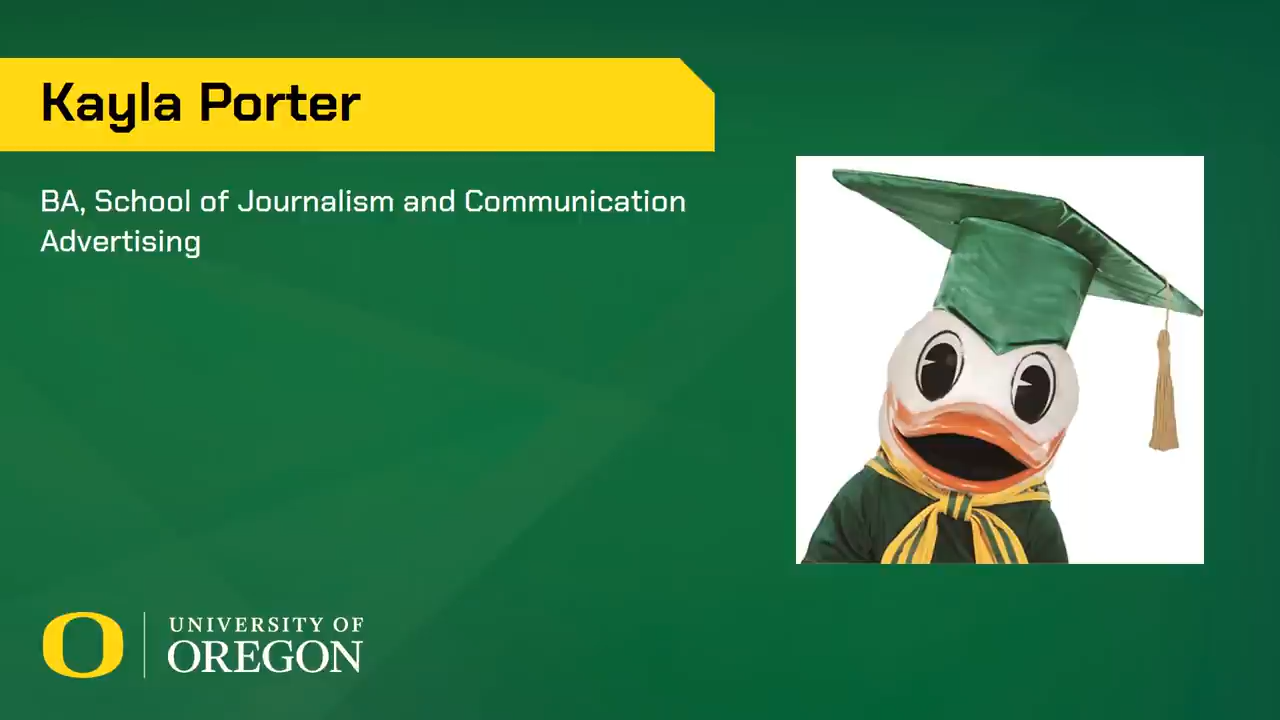 Kayla Porter
BA, School of Journalism and Communication
Advertising
O
UNIVERSITY OF
OREGON